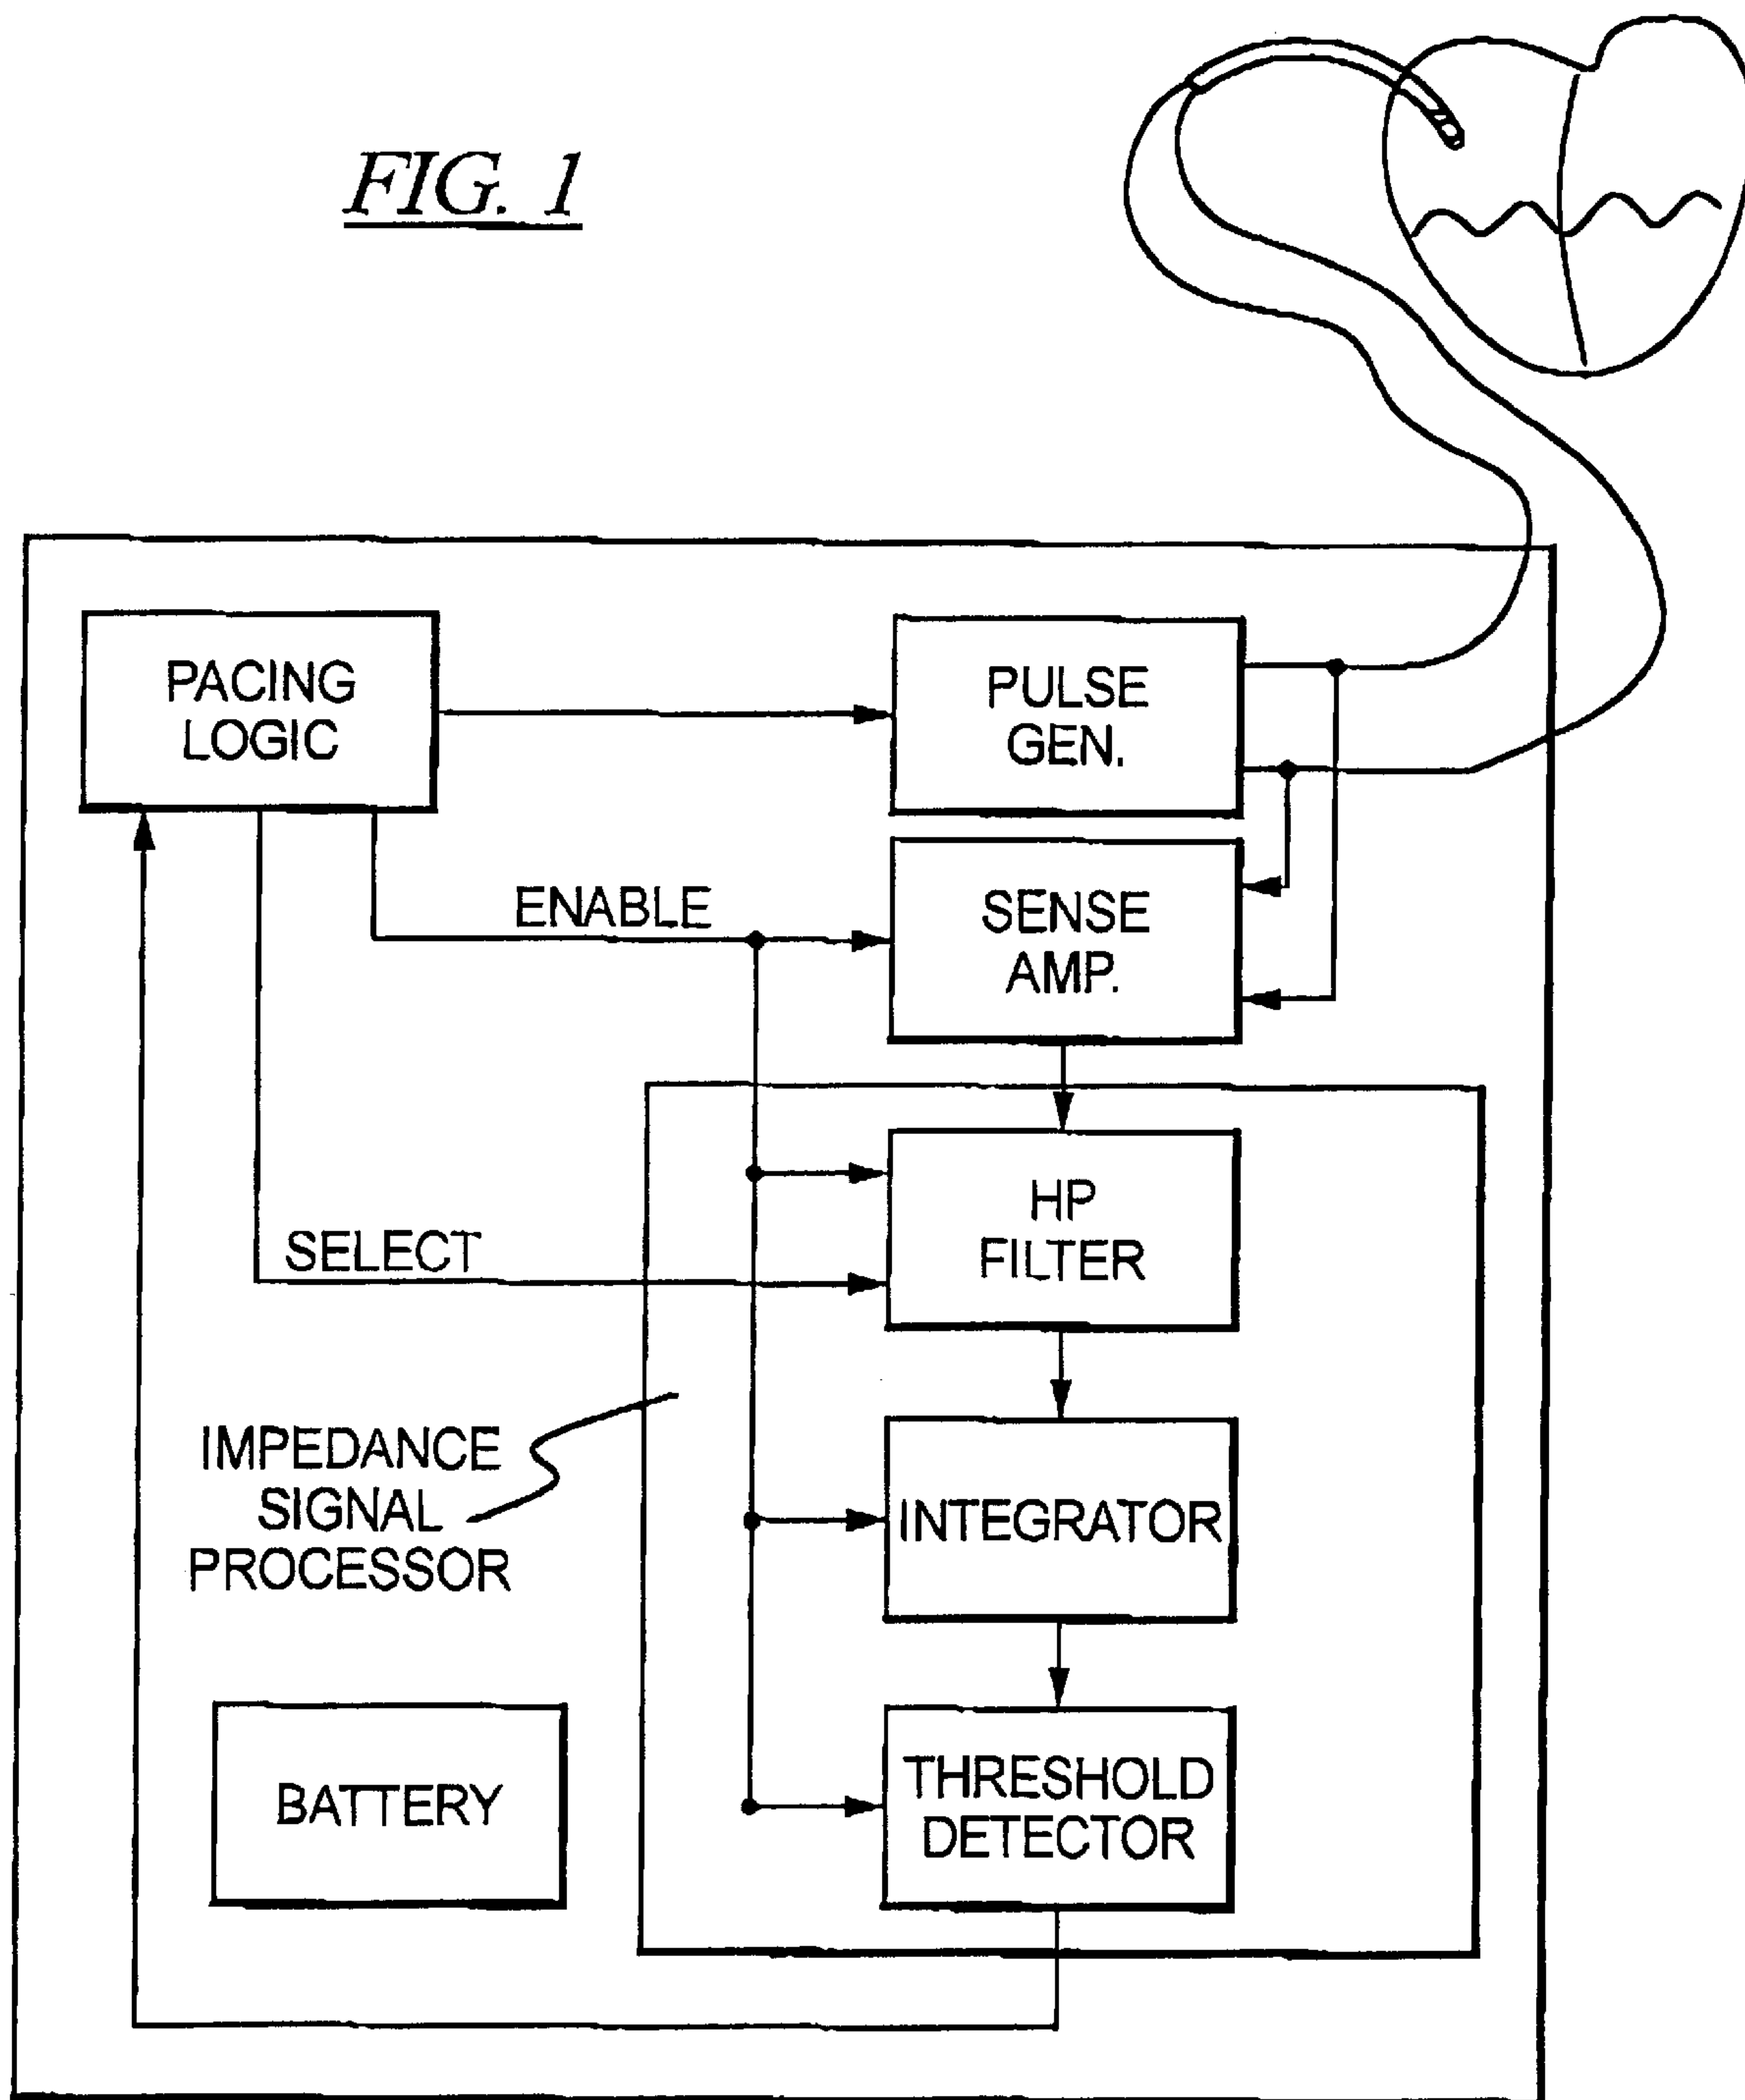 FIG. 1
PACING
LOGIC
PULSE
GEN.
ENABLE
SENSE
AMP.
HP
FILTER
SELECT
IMPEDANCE
SIGNAL
PROCESSOR
INTEGRATOR
BATTERY
THRESHOLD
DETECTOR